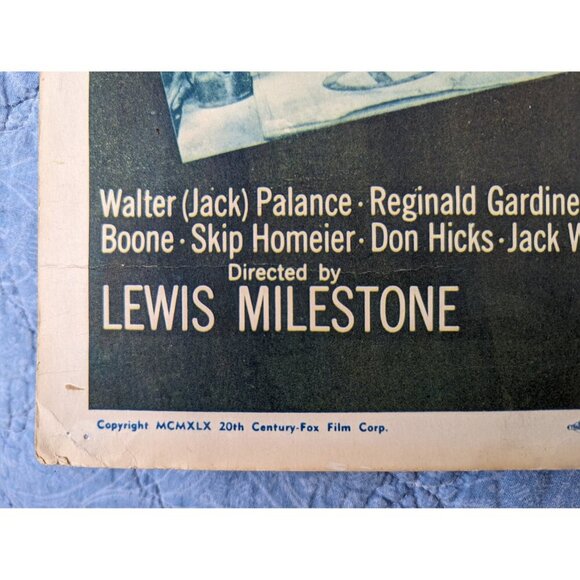 Walter (Jack) Palance · Reginald Gardine
Boone · Skip Homeier · Don Hicks · Jack W
Directed by
LEWIS MILESTONE
Copyright MCMXLX 20th Century-Fox Film Corp.